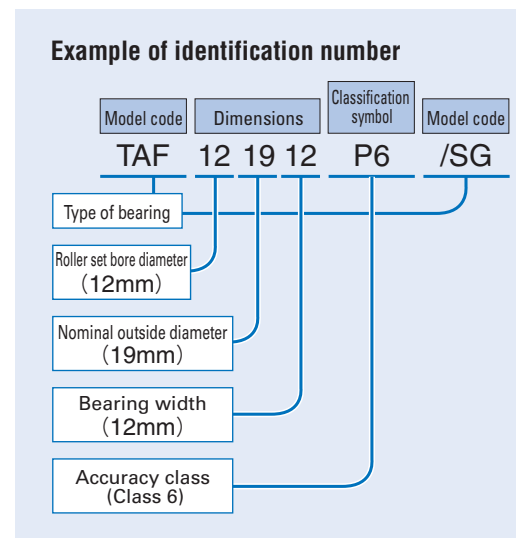 Example of identification number
Classification
symbol
Model code
Dimensions
Model code
TAF 12 19 12 P6 /SG
Type of bearing
Roller set bore diameter
（12mm）
Nominal outside diameter
（19mm）
Bearing width
（12mm）
Accuracy class
(Class 6)